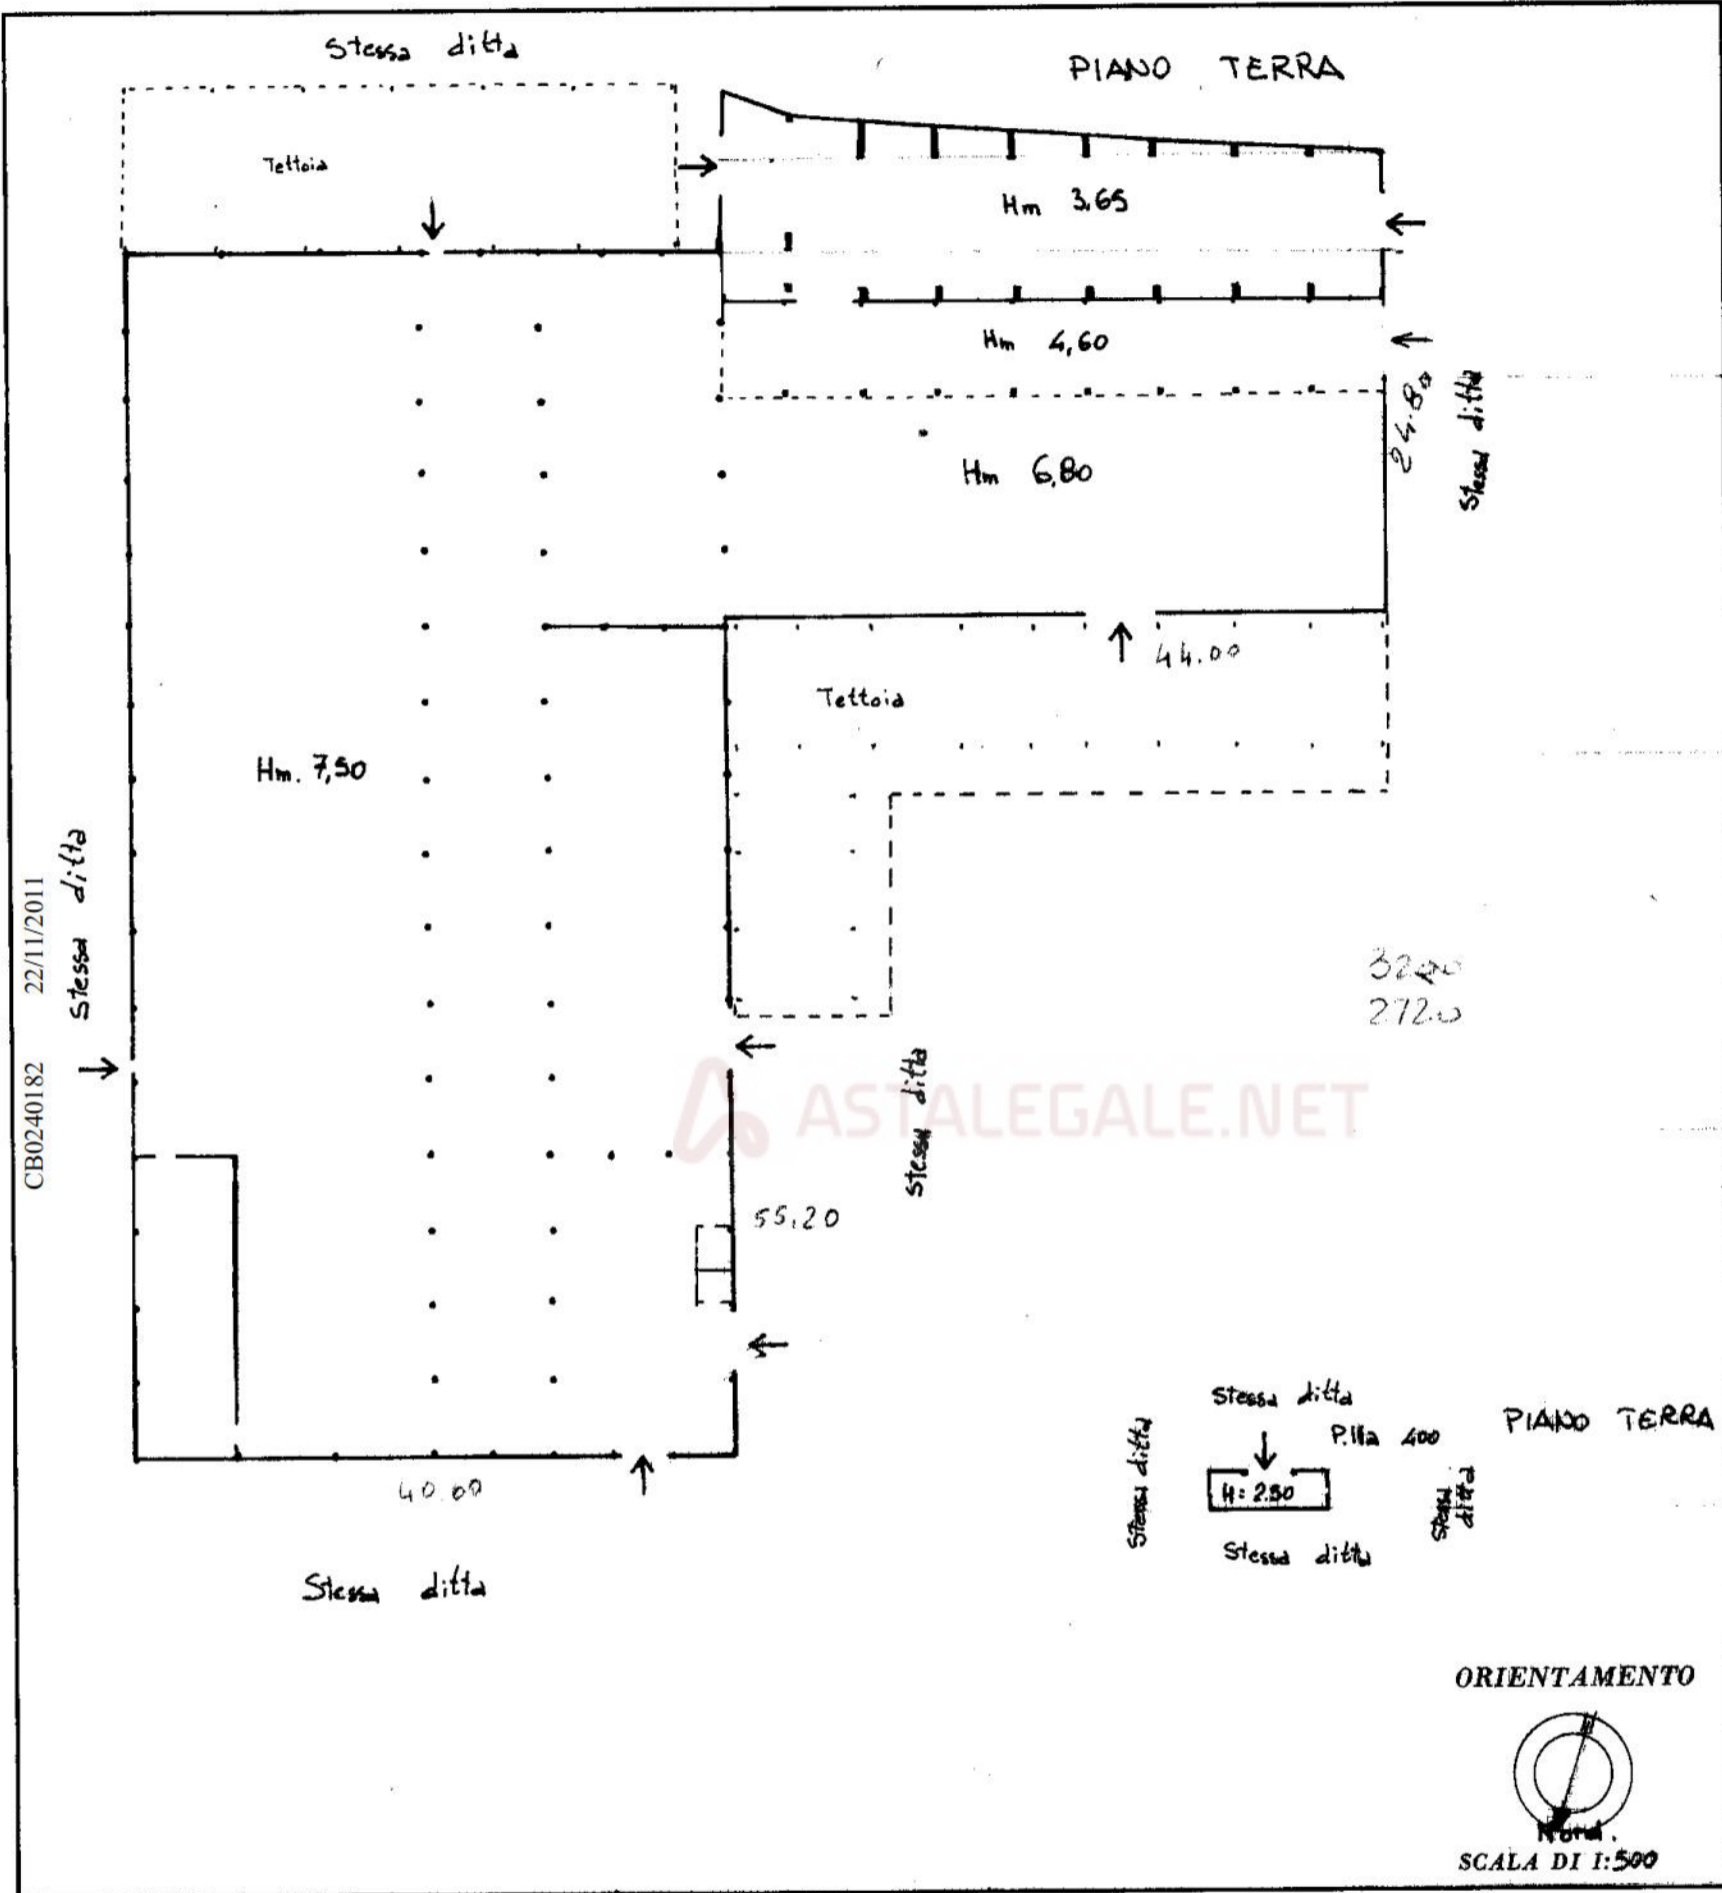 Stessa ditta
PIANO TERRA
Tettoia
Hm 3,65
Hm 4,60
24.80
Stessa ditta
Hm 6,80
44.00
Tettoia
Hm. 7,50
Stessa ditta
CB0240182 22/11/2011
2720
Stessa ditta
ASTALEGALE.NET
55,20
Stessa ditta
PIANO TERRA
P.lla 400
Stessa ditta
H= 2.50
Stessa ditta
Stessa ditta
40.60
Stessa ditta
ORIENTAMENTO
Nord.
SCALA DI 1:500